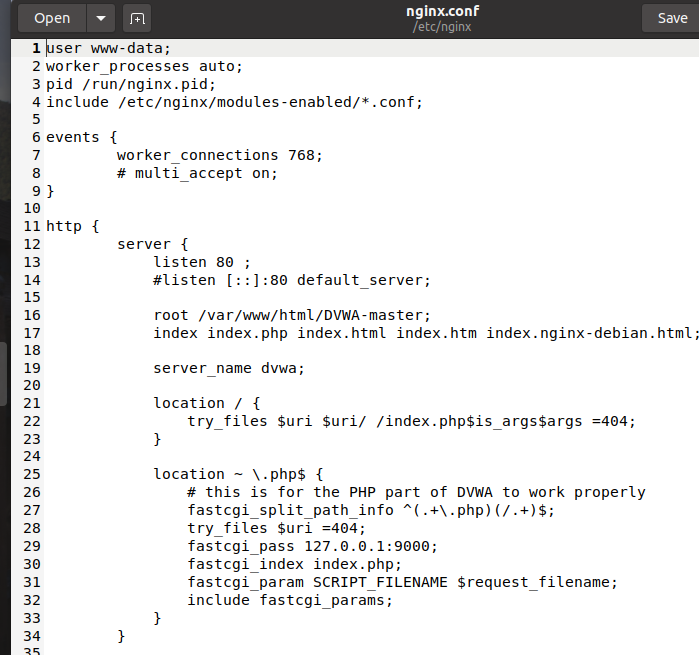 Open
nginx.conf
/etc/nginx
Save
1 user www-data;
2 worker_processes auto;
3 pid /run/nginx.pid;
4 include /etc/nginx/modules-enabled/*.conf;
5
6 events {
7         worker_connections 768;
8         # multi_accept on;
9 }
10
11 http {
12         server {
13             listen 80 ;
14             #listen [::]:80 default_server;
15
16             root /var/www/html/DVWA-master;
17             index index.php index.html index.htm index.nginx-debian.html;
18
19             server_name dvwa;
20
21             location / {
22                 try_files $uri $uri/ /index.php$is_args$args =404;
23             }
24
25             location ~ \.php$ {
26                 # this is for the PHP part of DVWA to work properly
27                 fastcgi_split_path_info ^(.+\.php)(/.+)$;
28                 try_files $uri =404;
29                 fastcgi_pass 127.0.0.1:9000;
30                 fastcgi_index index.php;
31                 fastcgi_param SCRIPT_FILENAME $request_filename;
32                 include fastcgi_params;
33             }
34         }
35